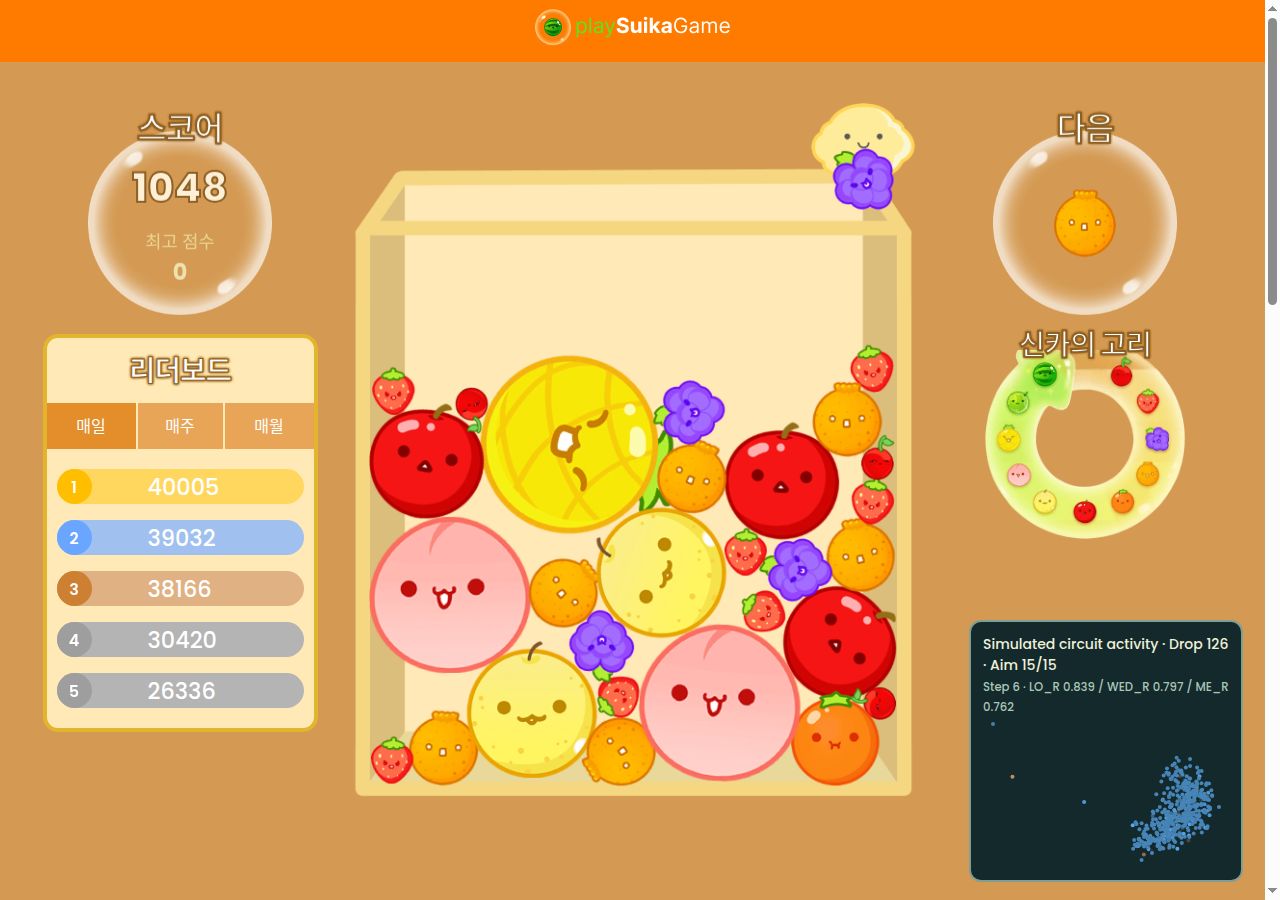 playSuikaGame
스코어
1048
최고 점수
0
리더보드
매일 매주 매월
1 40005
2 39032
3 38166
4 30420
5 26336
다음
신카의 고리
Simulated circuit activity · Drop 126
· Aim 15/15
Step 6 · LO_R 0.839 / WED_R 0.797 / ME_R
0.762